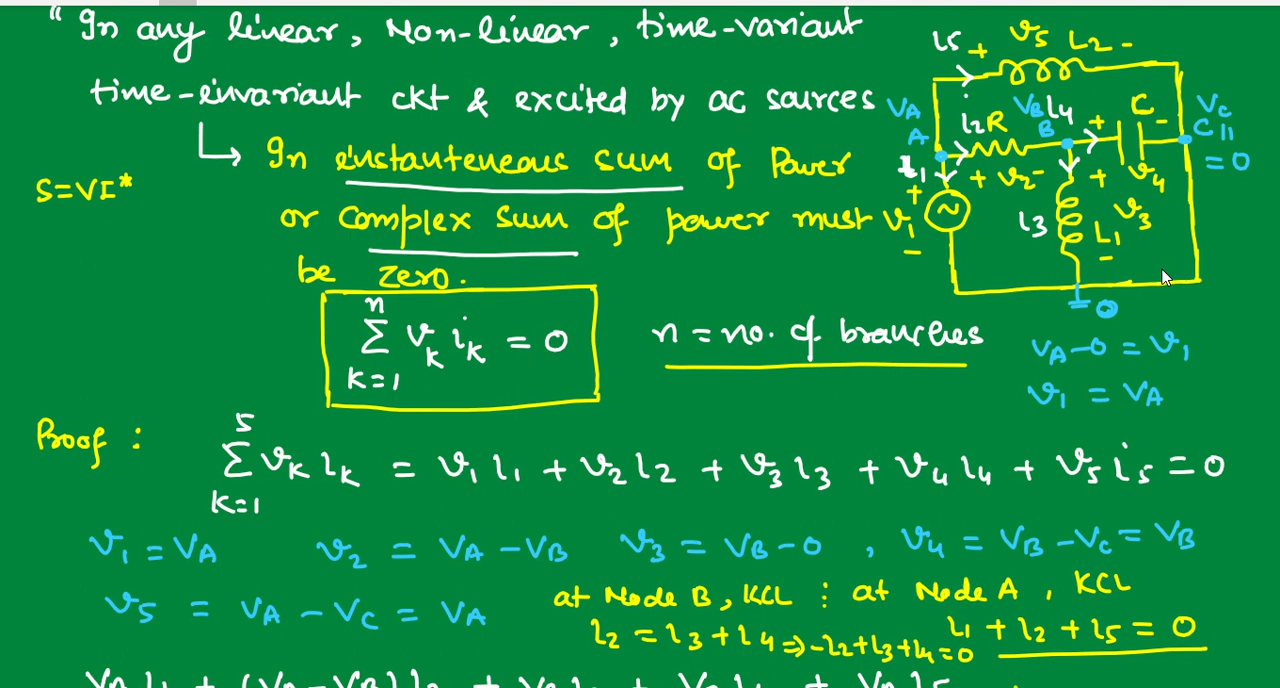 "In any linear, Non-linear, time-variant
time-invariant ckt & excited by ac sources
↳ In einstanteneous sum of Power
S=VI*
or complex sum of power must
be zero.
n
∑ v_k i_k = 0
K=1
n = no. of branches
i5 + v5 L2 -
VA
A
i2 R
VB i4
B
+ C -
VC
C ||
= 0
i1
+ v2 -
+ v4
+
v1
-
i3
L1
v3
-
0
VA-0 = v1
v1 = VA
Proof :
5
∑ v_K i_K = v1 i1 + v2 i2 + v3 i3 + v4 i4 + v5 i5 = 0
K=1
v1 = VA v2 = VA - VB v3 = VB-0 , v4 = VB-VC = VB
v5 = VA - VC = VA
at Node B, KCL : at Node A , KCL
i2 = i3+i4 ⇒ -i2+i3+i4=0
i1 + i2 + i5 = 0